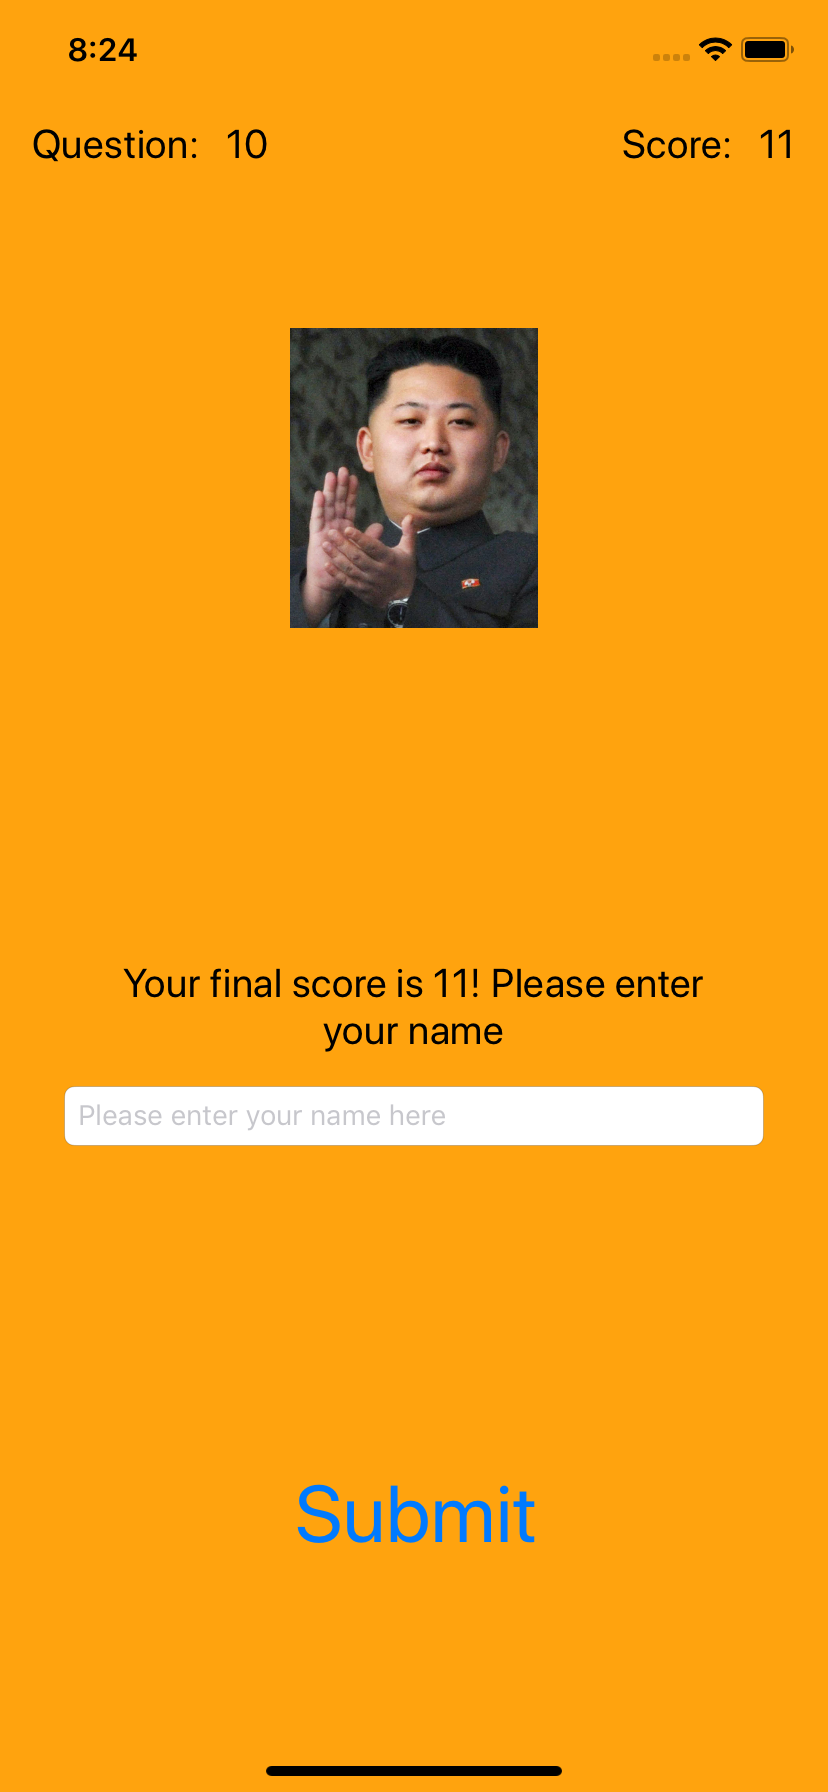 8:24
Question: 10
Score: 11
Your final score is 11! Please enter
your name
Please enter your name here
Submit